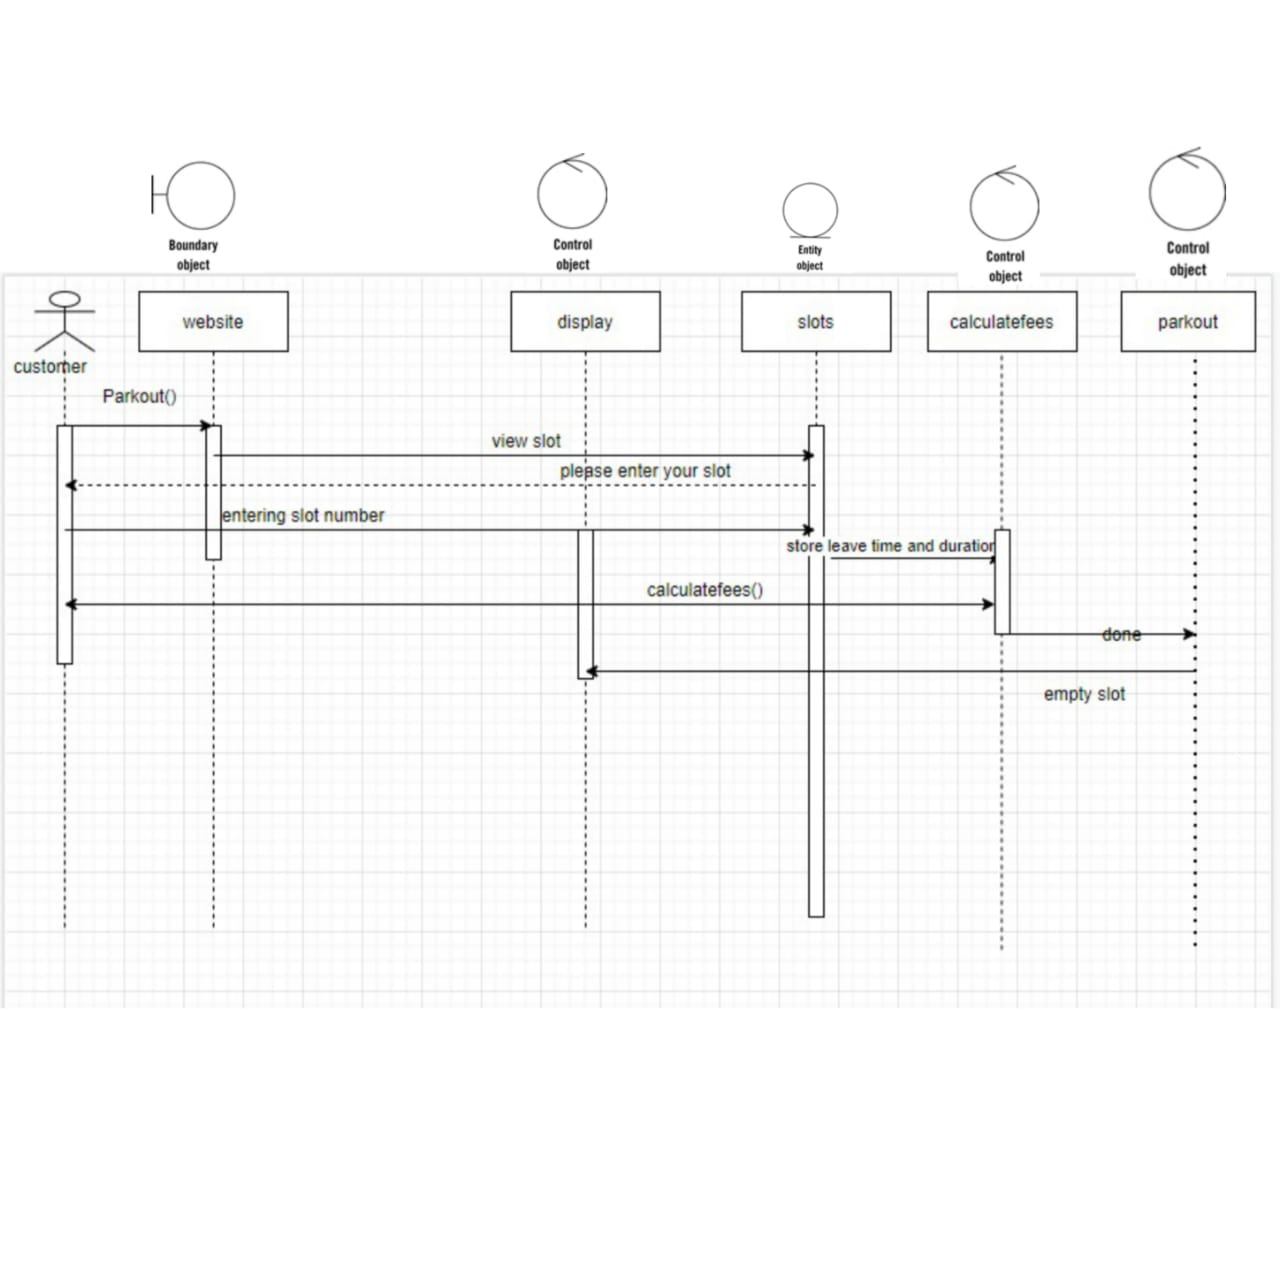 Boundary
object
Control
object
Entity
object
Control
object
Control
object
customer
website
display
slots
calculatefees
parkout
Parkout()
view slot
please enter your slot
entering slot number
store leave time and duration
calculatefees()
done
empty slot